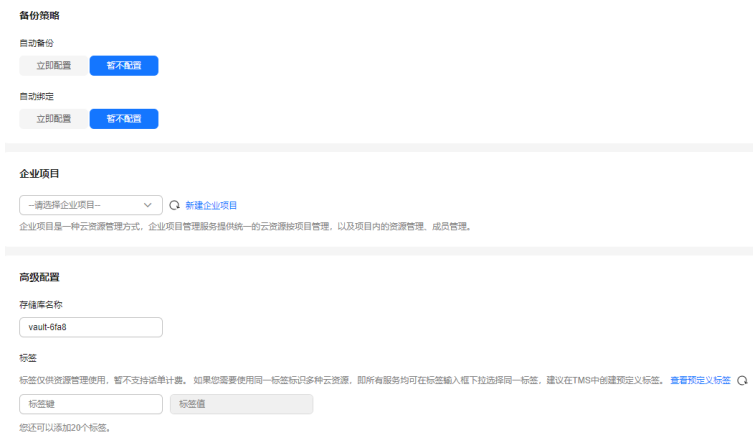 备份策略
自动备份
立即配置 暂不配置
自动绑定
立即配置 暂不配置
企业项目
--请选择企业项目-- 新建企业项目
企业项目是一种云资源管理方式，企业项目管理服务提供统一的云资源按项目管理，以及项目内的资源管理、成员管理。
高级配置
存储库名称
vault-6fa8
标签
标签仅供资源管理使用，暂不支持话单计费。 如果您需要使用同一标签标识多种云资源，即所有服务均可在标签输入框下拉选择同一标签，建议在TMS中创建预定义标签。 查看预定义标签
标签键 标签值
您还可以添加20个标签。